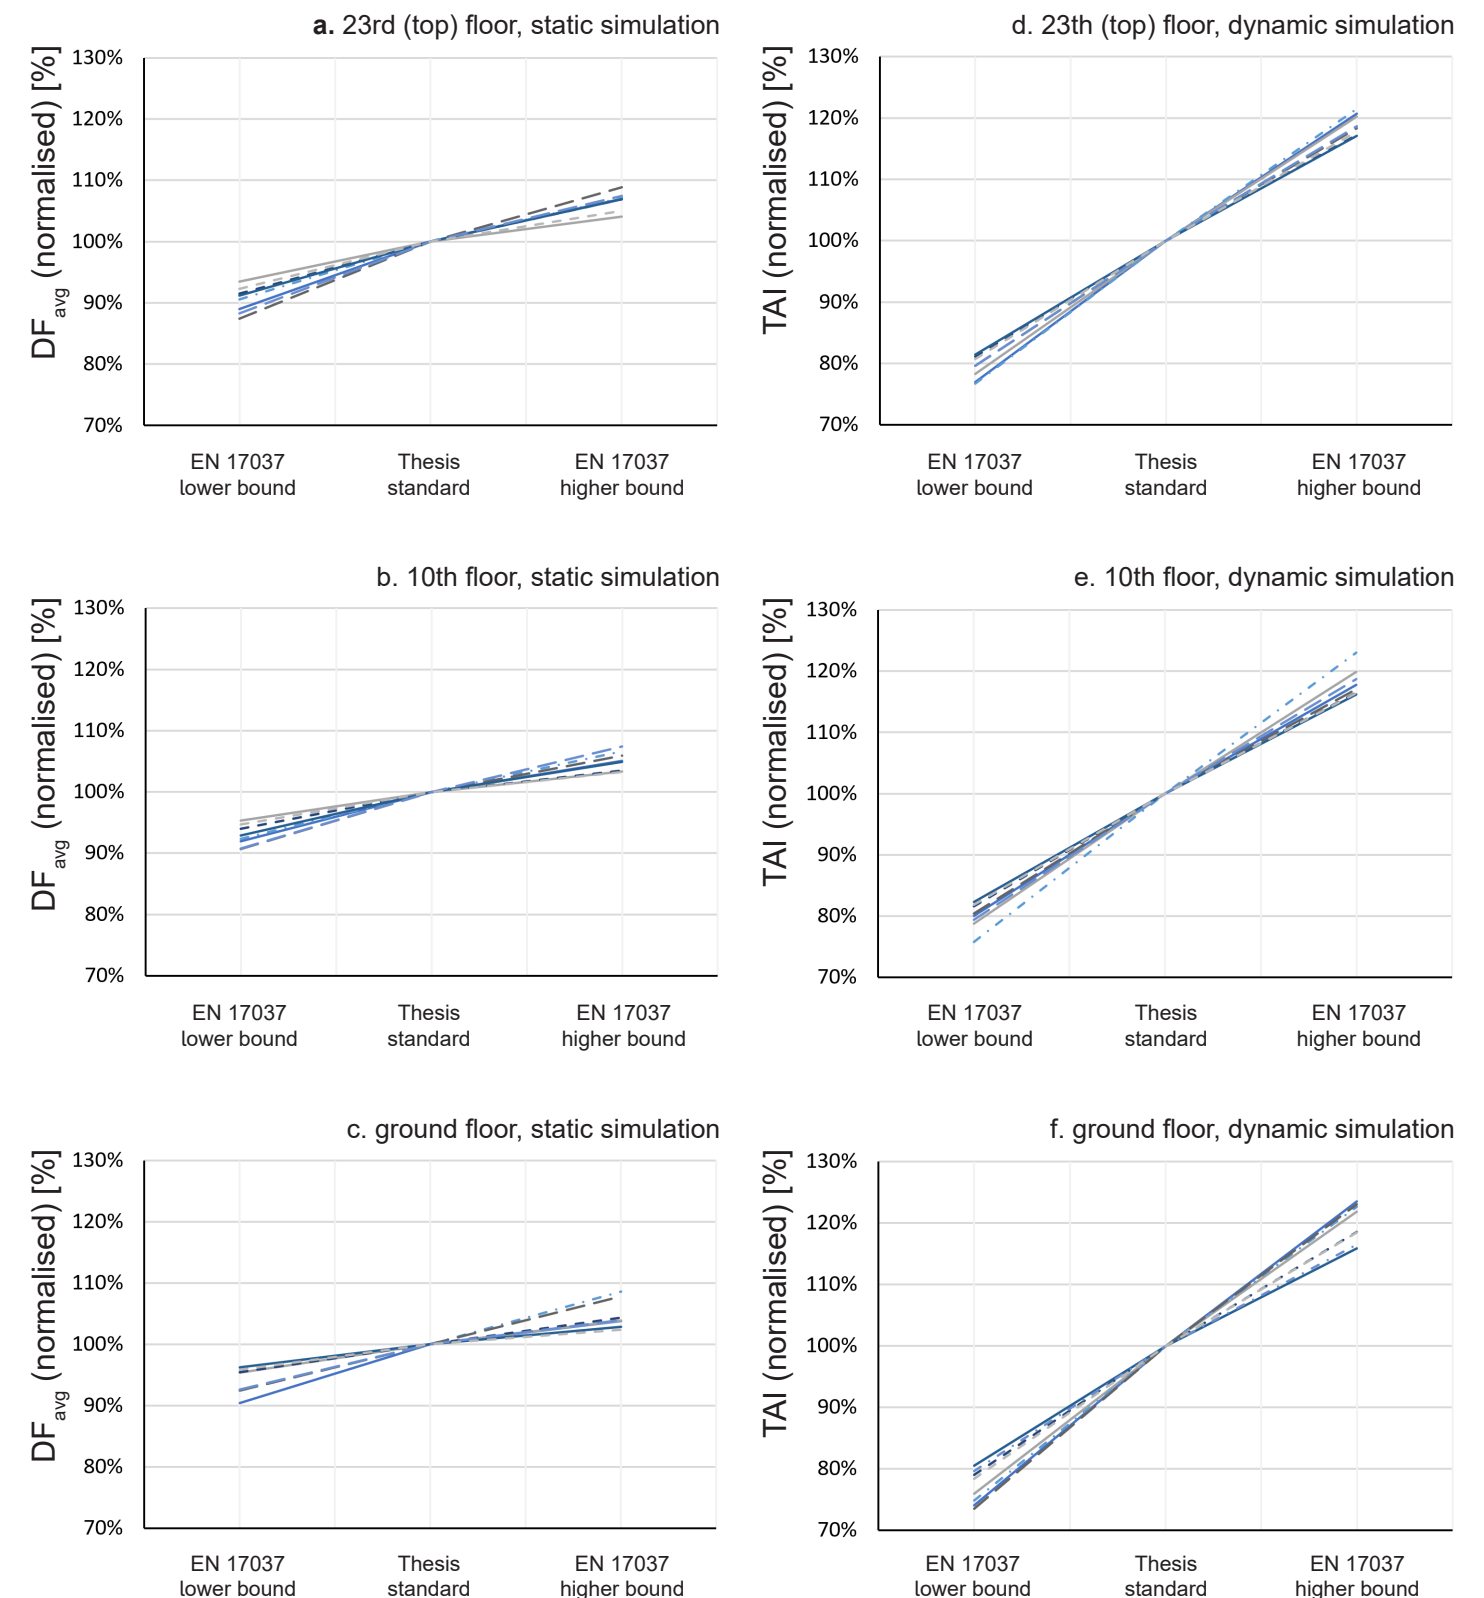 a. 23rd (top) floor, static simulation
DFavg (normalised) [%]
130%
120%
110%
100%
90%
80%
70%
EN 17037
lower bound
Thesis
standard
EN 17037
higher bound
d. 23th (top) floor, dynamic simulation
TAI (normalised) [%]
130%
120%
110%
100%
90%
80%
70%
EN 17037
lower bound
Thesis
standard
EN 17037
higher bound
b. 10th floor, static simulation
DFavg (normalised) [%]
130%
120%
110%
100%
90%
80%
70%
EN 17037
lower bound
Thesis
standard
EN 17037
higher bound
e. 10th floor, dynamic simulation
TAI (normalised) [%]
130%
120%
110%
100%
90%
80%
70%
EN 17037
lower bound
Thesis
standard
EN 17037
higher bound
c. ground floor, static simulation
DFavg (normalised) [%]
130%
120%
110%
100%
90%
80%
70%
EN 17037
lower bound
Thesis
standard
EN 17037
higher bound
f. ground floor, dynamic simulation
TAI (normalised) [%]
130%
120%
110%
100%
90%
80%
70%
EN 17037
lower bound
Thesis
standard
EN 17037
higher bound